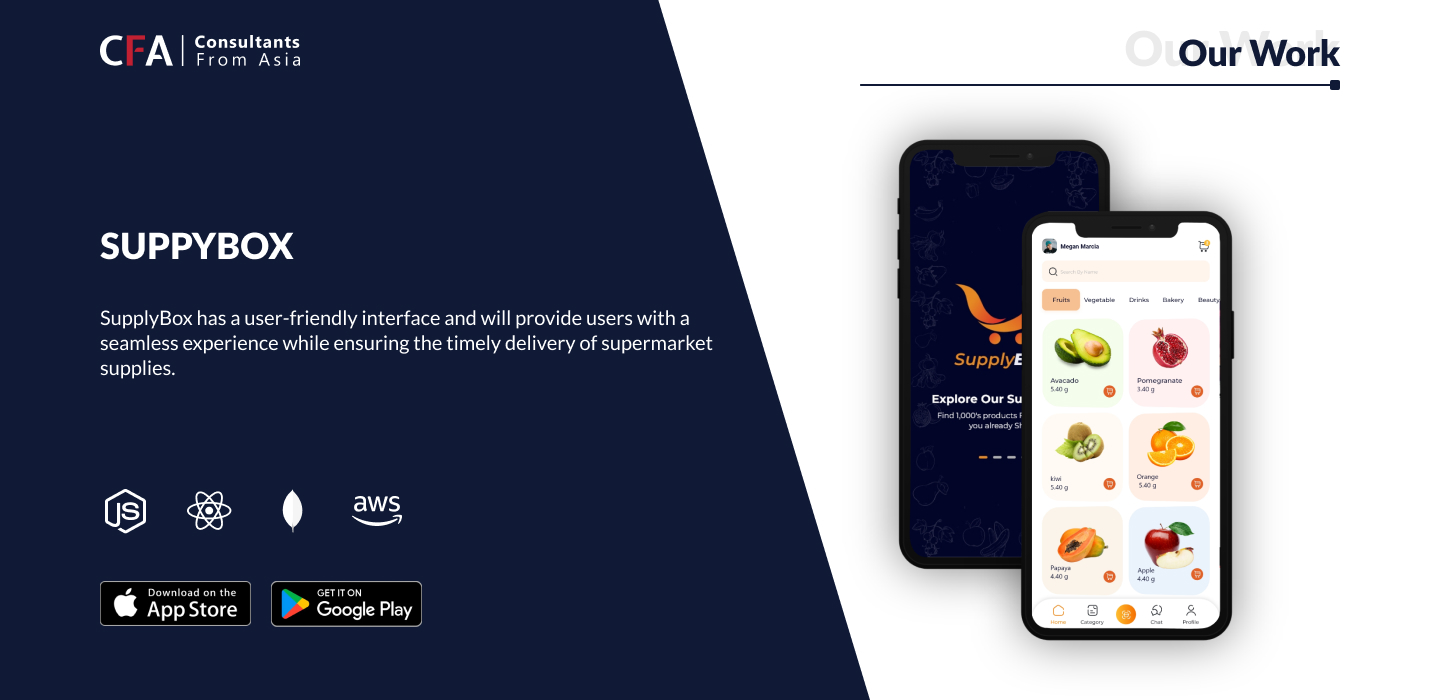 CFA
Consultants
From Asia
Our Work
Our Work
SUPPYBOX
SupplyBox has a user-friendly interface and will provide users with a
seamless experience while ensuring the timely delivery of supermarket
supplies.
JS
aws
Download on the
App Store
GET IT ON
Google Play
SupplyB
Explore Our Su
Find 1,000's products F
you already Sh
Megan Marcia
Search By Name
Fruits Vegetable Drinks Bakery Beauty
Avacado
5.40 g
Pomegranate
3.40 g
kiwi
5.40 g
Orange
5.40 g
Papaya
4.40 g
Apple
4.40 g
Home Category Chat Profile